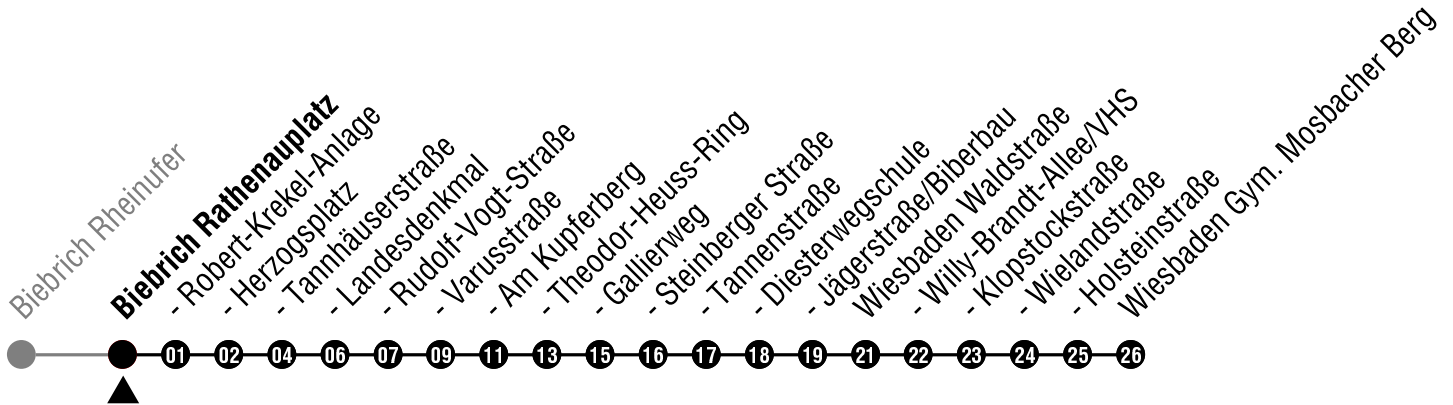 Biebrich Rheinufer
Biebrich Rathenauplatz
- Robert-Krekel-Anlage
- Herzogsplatz
- Tannhäuserstraße
- Landesdenkmal
- Rudolf-Vogt-Straße
- Varusstraße
- Am Kupferberg
- Theodor-Heuss-Ring
- Gallierweg
- Steinberger Straße
- Tannenstraße
- Diesterwegschule
- Jägerstraße/Biberbau
Wiesbaden Waldstraße
- Willy-Brandt-Allee/VHS
- Klopstockstraße
- Wielandstraße
- Holsteinstraße
Wiesbaden Gym. Mosbacher Berg
01 02 04 06 07 09 11 13 15 16 17 18 19 21 22 23 24 25 26